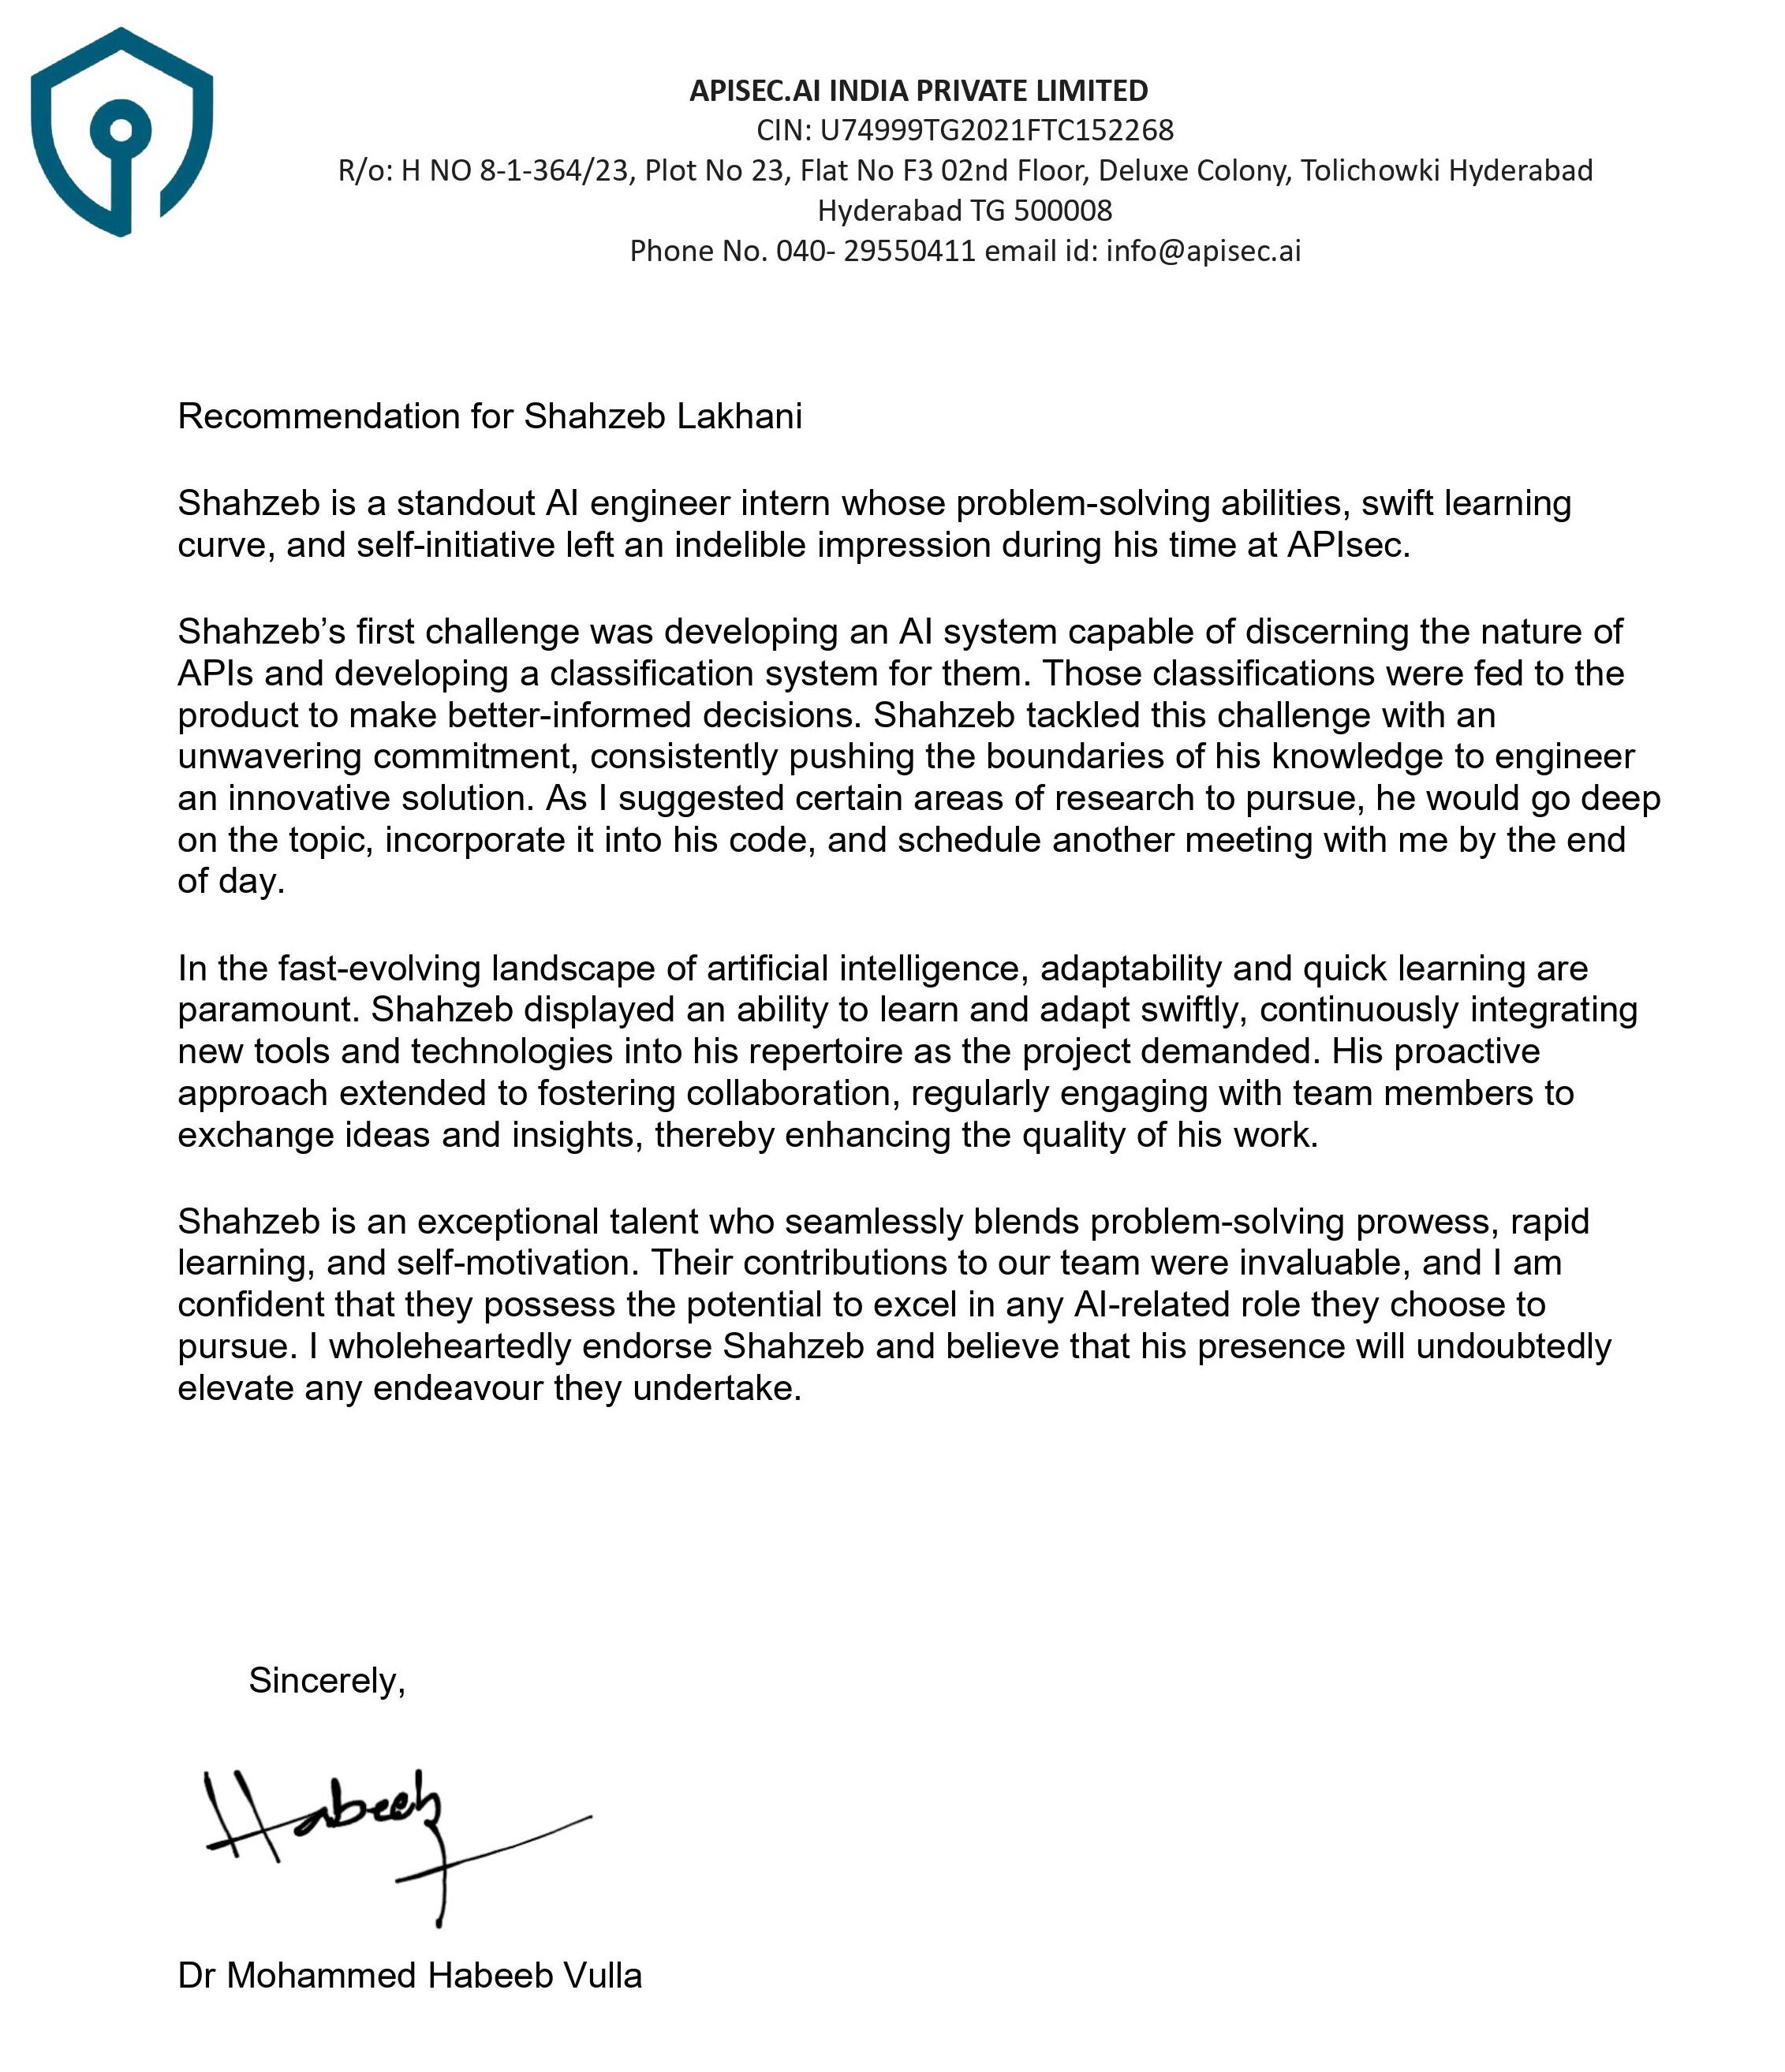 APISEC.AI INDIA PRIVATE LIMITED
CIN: U74999TG2021FTC152268
R/o: H NO 8-1-364/23, Plot No 23, Flat No F3 02nd Floor, Deluxe Colony, Tolichowki Hyderabad
Hyderabad TG 500008
Phone No. 040- 29550411 email id: info@apisec.ai
Recommendation for Shahzeb Lakhani
Shahzeb is a standout AI engineer intern whose problem-solving abilities, swift learning
curve, and self-initiative left an indelible impression during his time at APIsec.
Shahzeb’s first challenge was developing an AI system capable of discerning the nature of
APIs and developing a classification system for them. Those classifications were fed to the
product to make better-informed decisions. Shahzeb tackled this challenge with an
unwavering commitment, consistently pushing the boundaries of his knowledge to engineer
an innovative solution. As I suggested certain areas of research to pursue, he would go deep
on the topic, incorporate it into his code, and schedule another meeting with me by the end
of day.
In the fast-evolving landscape of artificial intelligence, adaptability and quick learning are
paramount. Shahzeb displayed an ability to learn and adapt swiftly, continuously integrating
new tools and technologies into his repertoire as the project demanded. His proactive
approach extended to fostering collaboration, regularly engaging with team members to
exchange ideas and insights, thereby enhancing the quality of his work.
Shahzeb is an exceptional talent who seamlessly blends problem-solving prowess, rapid
learning, and self-motivation. Their contributions to our team were invaluable, and I am
confident that they possess the potential to excel in any AI-related role they choose to
pursue. I wholeheartedly endorse Shahzeb and believe that his presence will undoubtedly
elevate any endeavour they undertake.
Sincerely,
Habeeb
Dr Mohammed Habeeb Vulla